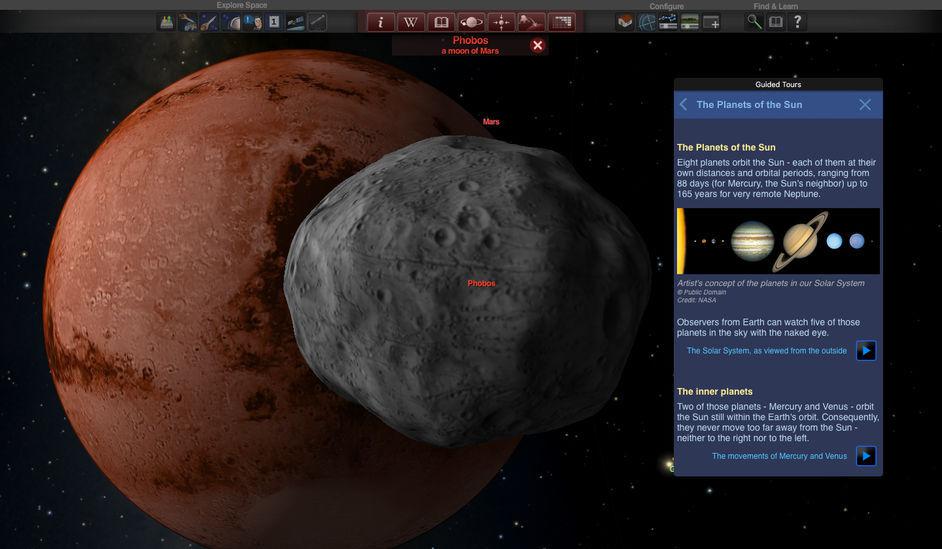 Explore Space
Configure
Find & Learn
i
W
1
?
Phobos
a moon of Mars
Guided Tours
The Planets of the Sun
Mars
The Planets of the Sun
Eight planets orbit the Sun - each of them at their
own distances and orbital periods, ranging from
88 days (for Mercury, the Sun's neighbor) up to
165 years for very remote Neptune.
Phobos
Artist's concept of the planets in our Solar System
© Public Domain
Credit: NASA
Observers from Earth can watch five of those
planets in the sky with the naked eye.
The Solar System, as viewed from the outside
The inner planets
Two of those planets - Mercury and Venus - orbit
the Sun still within the Earth's orbit. Consequently,
they never move too far away from the Sun -
neither to the right nor to the left.
The movements of Mercury and Venus